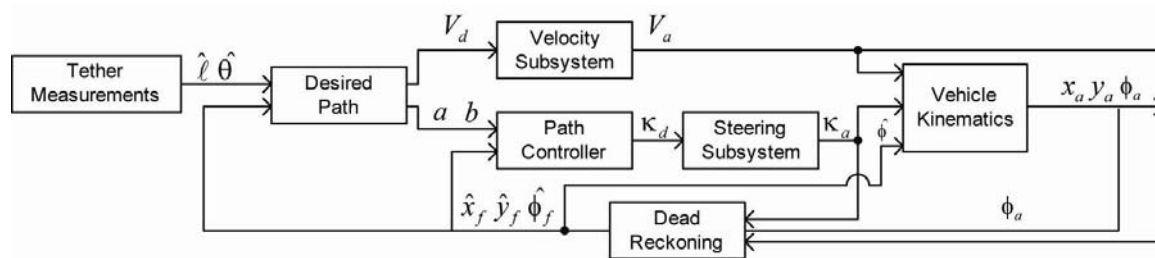 Tether
Measurements
ℓ̂ θ̂
Desired
Path
V_d
Velocity
Subsystem
V_a
a b
Path
Controller
κ_d
Steering
Subsystem
κ_a
ϕ̂
Vehicle
Kinematics
x_a y_a ϕ_a
x̂_f ŷ_f ϕ̂_f
Dead
Reckoning
ϕ_a